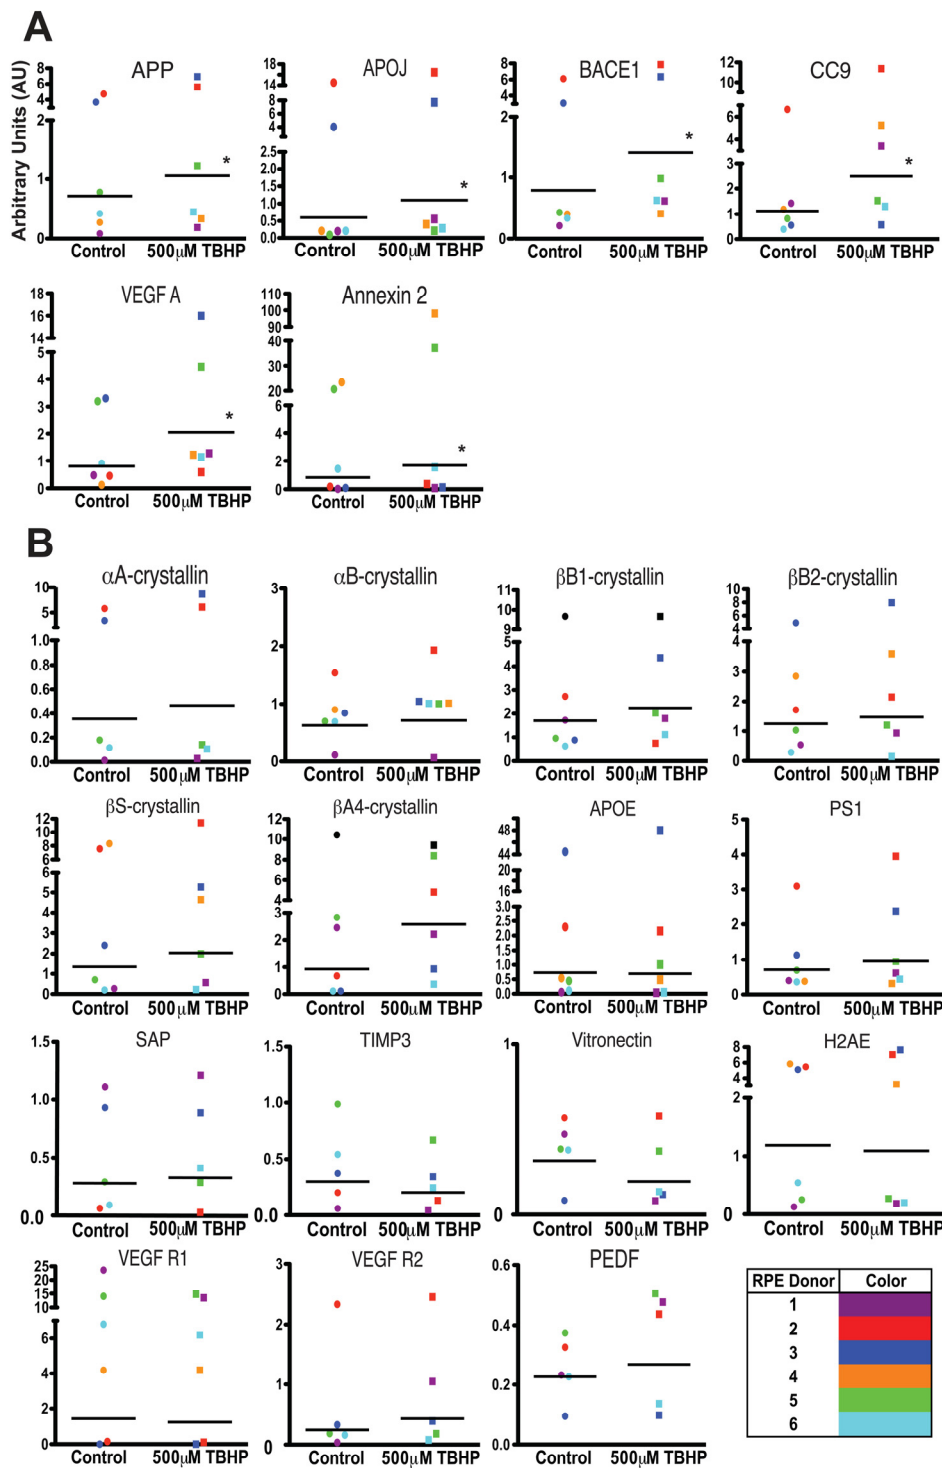 A
APP
APOJ
BACE1
CC9
Arbitrary Units (AU)
8
6
4
2
1
0
*
Control
500µM TBHP
18
14
8
6
4
2.5
2.0
1.5
1.0
0.5
0.0
*
Control
500µM TBHP
8
6
4
2
1
0
*
Control
500µM TBHP
12
10
6
4
3
2
1
0
*
Control
500µM TBHP
VEGF A
Annexin 2
18
16
14
5
4
3
2
1
0
*
Control
500µM TBHP
110
100
90
40
30
20
6
4
2
0
*
Control
500µM TBHP
B
αA-crystallin
αB-crystallin
βB1-crystallin
βB2-crystallin
10
5
1.0
0.8
0.6
0.4
0.2
0.0
Control
500µM TBHP
3
2
1
0
Control
500µM TBHP
11
10
9
5
4
3
2
1
0
Control
500µM TBHP
10
8
6
4
4
3
2
1
0
Control
500µM TBHP
βS-crystallin
βA4-crystallin
APOE
PS1
12
10
8
6
6
5
4
3
2
1
0
Control
500µM TBHP
12
10
8
6
4
3
2
1
0
Control
500µM TBHP
48
44
20
16
3.0
2.5
2.0
1.5
1.0
0.5
0.0
Control
500µM TBHP
5
4
3
2
1
0
Control
500µM TBHP
SAP
TIMP3
Vitronectin
H2AE
1.5
1.0
0.5
0.0
Control
500µM TBHP
1.5
1.0
0.5
0.0
Control
500µM TBHP
1
0
Control
500µM TBHP
8
6
4
2
1
0
Control
500µM TBHP
VEGF R1
VEGF R2
PEDF
25
20
15
10
6
4
2
0
Control
500µM TBHP
3
2
1
0
Control
500µM TBHP
0.6
0.4
0.2
0.0
Control
500µM TBHP
RPE Donor Color
1
2
3
4
5
6